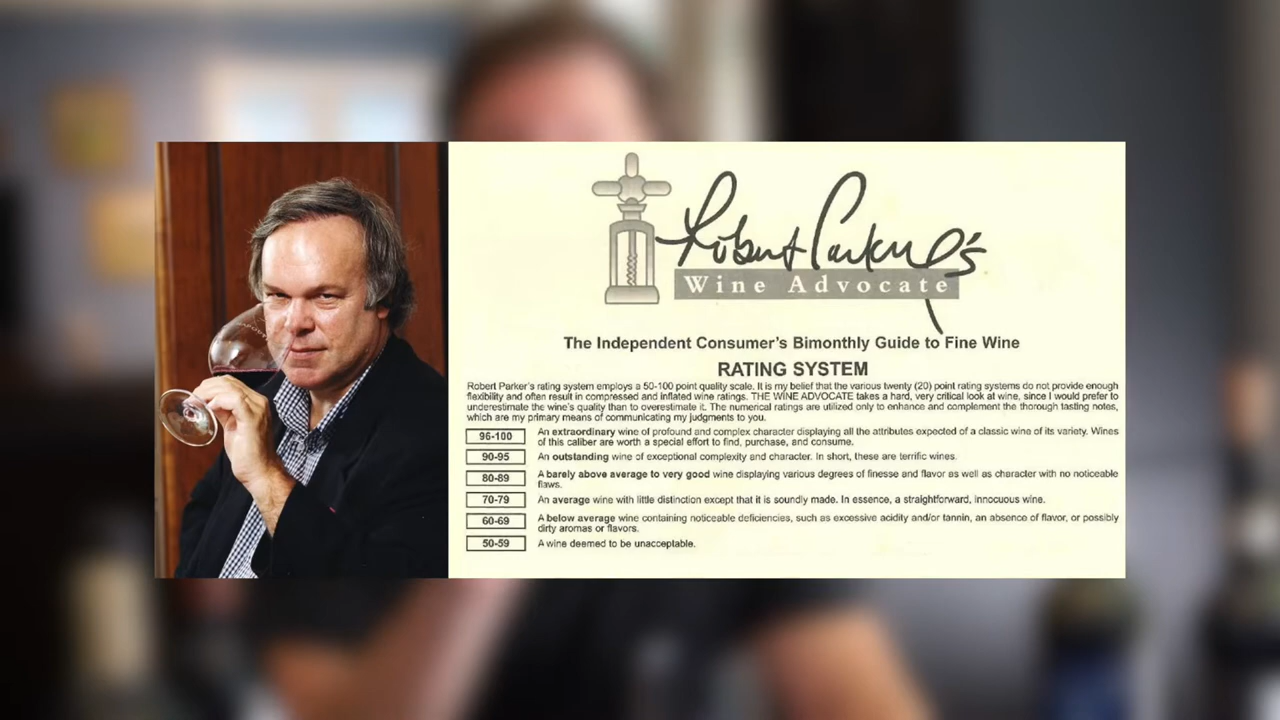 Robert Parker's
Wine Advocate
The Independent Consumer's Bimonthly Guide to Fine Wine
RATING SYSTEM
Robert Parker's rating system employs a 50-100 point quality scale. It is my belief that the various twenty (20) point rating systems do not provide enough
flexibility and often result in compressed and inflated wine ratings. THE WINE ADVOCATE takes a hard, very critical look at wine, since I would prefer to
underestimate the wine's quality than to overestimate it. The numerical ratings are utilized only to enhance and complement the thorough tasting notes,
which are my primary means of communicating my judgments to you.
96-100 An extraordinary wine of profound and complex character displaying all the attributes expected of a classic wine of its variety. Wines
of this caliber are worth a special effort to find, purchase, and consume.
90-95 An outstanding wine of exceptional complexity and character. In short, these are terrific wines.
80-89 A barely above average to very good wine displaying various degrees of finesse and flavor as well as character with no noticeable
flaws.
70-79 An average wine with little distinction except that it is soundly made. In essence, a straightforward, innocuous wine.
60-69 A below average wine containing noticeable deficiencies, such as excessive acidity and/or tannin, an absence of flavor, or possibly
dirty aromas or flavors.
50-59 A wine deemed to be unacceptable.